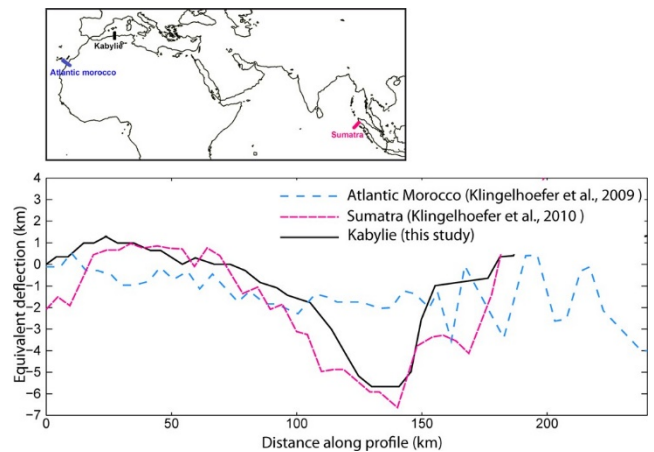 Kabylie
Atlantic morocco
Sumatra
4
3
2
1
0
-1
-2
-3
-4
-5
-6
-7
Equivalent deflection (km)
Atlantic Morocco (Klingelhoefer et al., 2009 )
Sumatra (Klingelhoefer et al., 2010 )
Kabylie (this study)
0 50 100 150 200
Distance along profile (km)